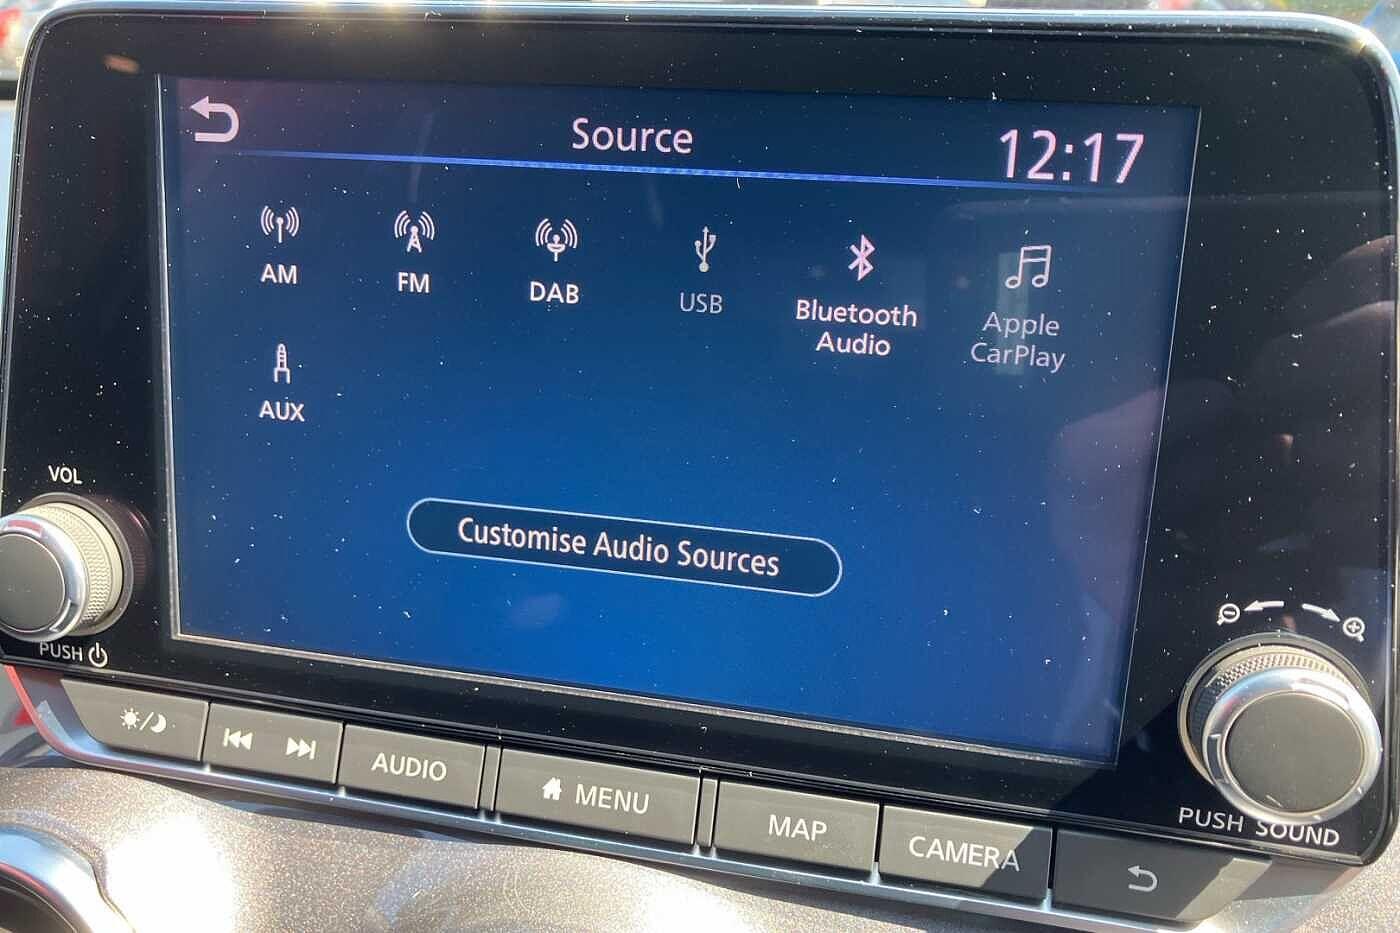 Source
12:17
AM
FM
DAB
USB
Bluetooth
Audio
Apple
CarPlay
AUX
Customise Audio Sources
VOL
PUSH
AUDIO
MENU
MAP
CAMERA
PUSH SOUND